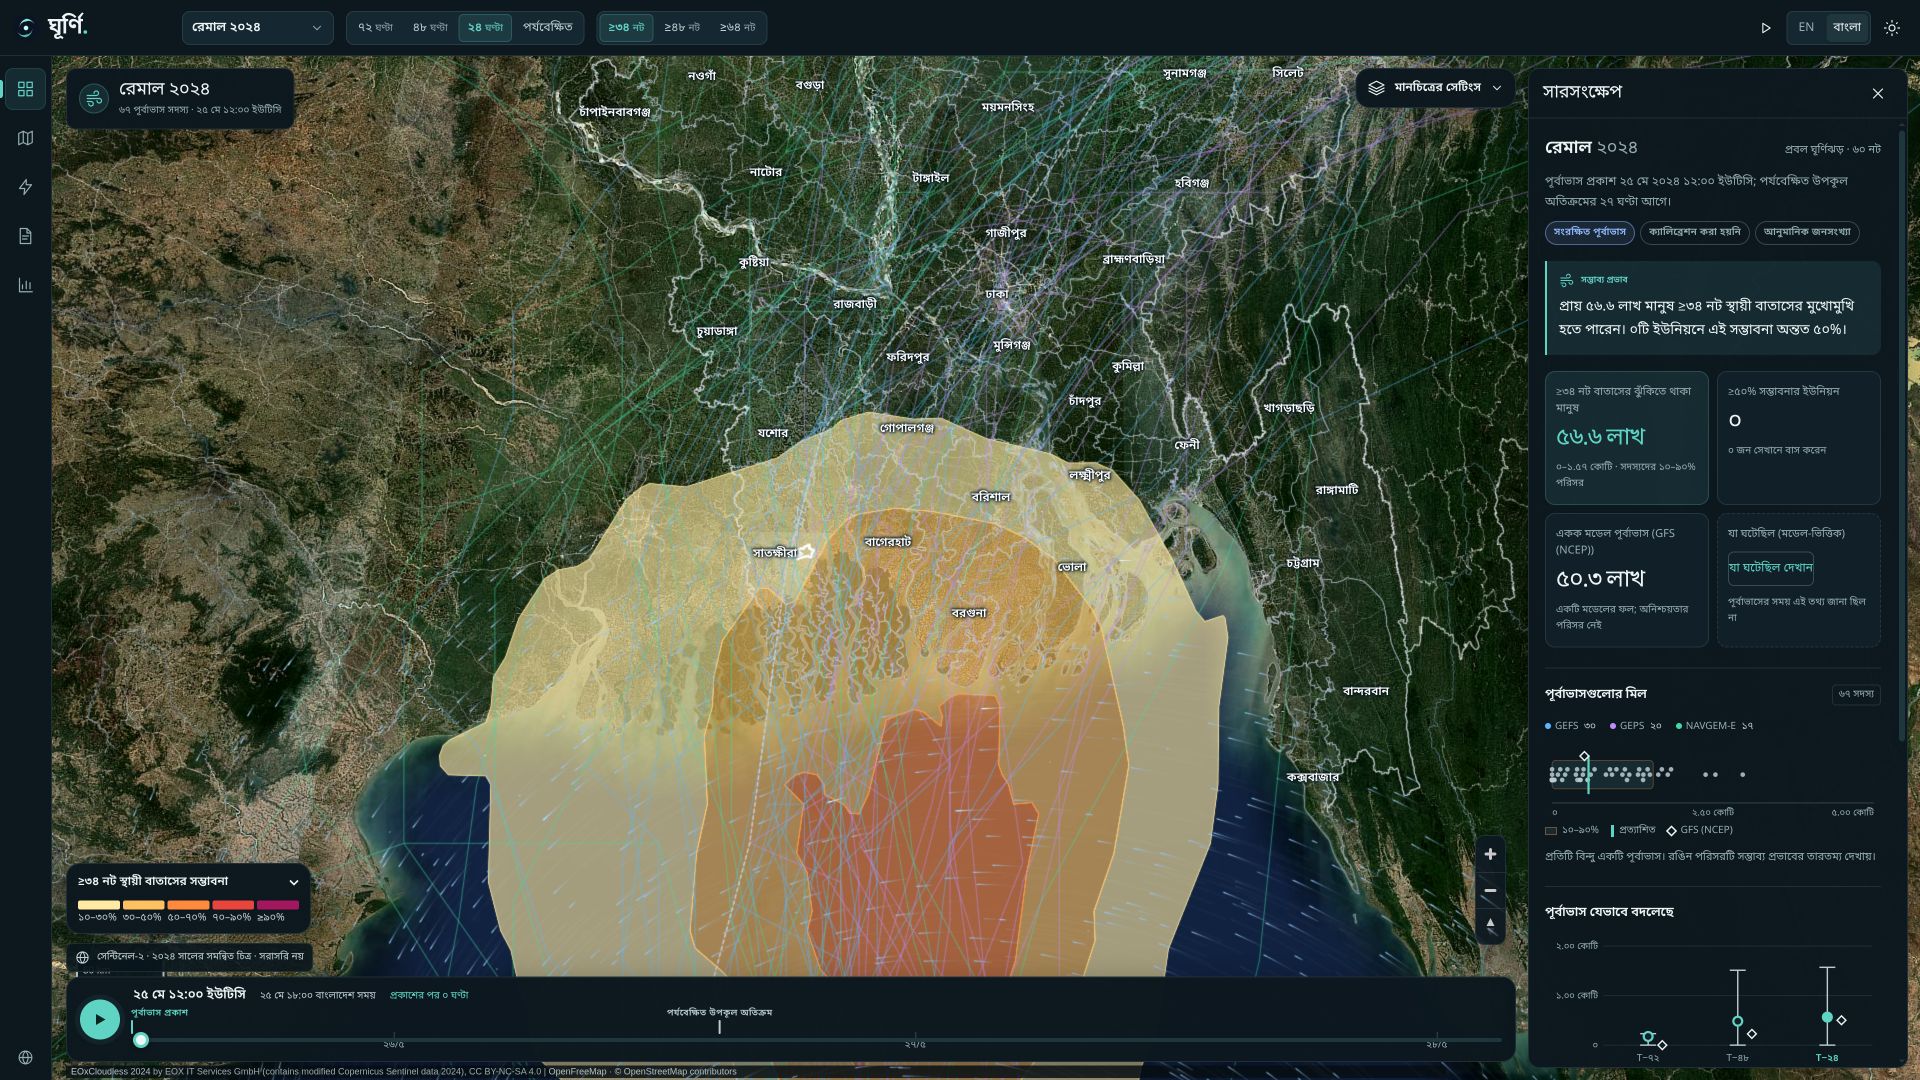 ঘূর্ণি.
রেমাল ২০২৪
৭২ ঘণ্টা
৪৮ ঘণ্টা
২৪ ঘণ্টা
পর্যবেক্ষিত
≥৩৪ নট
≥৪৮ নট
≥৬৪ নট
EN
বাংলা
রেমাল ২০২৪
৬৭ পূর্বাভাস সদস্য · ২৫ মে ১২:০০ ইউটিসি
মানচিত্রের সেটিংস
নওগাঁ
বগুড়া
সুনামগঞ্জ
সিলেট
চাঁপাইনবাবগঞ্জ
ময়মনসিংহ
নাটোর
টাঙ্গাইল
হবিগঞ্জ
গাজীপুর
কুষ্টিয়া
ব্রাহ্মণবাড়িয়া
রাজবাড়ী
ঢাকা
চুয়াডাঙ্গা
ফরিদপুর
মুন্সিগঞ্জ
কুমিল্লা
চাঁদপুর
খাগড়াছড়ি
যশোর
গোপালগঞ্জ
ফেনী
লক্ষ্মীপুর
রাঙ্গামাটি
বরিশাল
সাতক্ষীরা
বাগেরহাট
ভোলা
চট্টগ্রাম
বরগুনা
বান্দরবান
কক্সবাজার
≥৩৪ নট স্থায়ী বাতাসের সম্ভাবনা
১০–৩০%
৩০–৫০%
৫০–৭০%
৭০–৯০%
≥৯০%
সেন্টিনেল-২ · ২০২৪ সালের সমন্বিত চিত্র · সরাসরি নয়
২৫ মে ১২:০০ ইউটিসি
২৫ মে ১৮:০০ বাংলাদেশ সময়
প্রকাশের পর ০ ঘণ্টা
পূর্বাভাস প্রকাশ
পর্যবেক্ষিত উপকূল অতিক্রম
২৬/৫
২৭/৫
২৮/৫
EOxCloudless 2024 by EOX IT Services GmbH (contains modified Copernicus Sentinel data 2024), CC BY-NC-SA 4.0 | OpenFreeMap · © OpenStreetMap contributors
সারসংক্ষেপ
রেমাল ২০২৪
প্রবল ঘূর্ণিঝড় · ৬০ নট
পূর্বাভাস প্রকাশ ২৫ মে ২০২৪ ১২:০০ ইউটিসি; পর্যবেক্ষিত উপকূল
অতিক্রমের ২৭ ঘণ্টা আগে।
সংরক্ষিত পূর্বাভাস
ক্যালিব্রেশন করা হয়নি
আনুমানিক জনসংখ্যা
সম্ভাব্য প্রভাব
প্রায় ৫৬.৬ লাখ মানুষ ≥৩৪ নট স্থায়ী বাতাসের মুখোমুখি
হতে পারেন। ০টি ইউনিয়নে এই সম্ভাবনা অন্তত ৫০%।
≥৩৪ নট বাতাসের ঝুঁকিতে থাকা
মানুষ
৫৬.৬ লাখ
০–১.৫৭ কোটি · সদস্যদের ১০–৯০%
পরিসর
≥৫০% সম্ভাবনার ইউনিয়ন
০
০ জন সেখানে বাস করেন
একক মডেল পূর্বাভাস (GFS
(NCEP))
৫০.৩ লাখ
একটি মডেলের ফল; অনিশ্চয়তার
পরিসর নেই
যা ঘটেছিল (মডেল-ভিত্তিক)
যা ঘটেছিল দেখান
পূর্বাভাসের সময় এই তথ্য জানা ছিল
না
পূর্বাভাসগুলোর মিল
৬৭ সদস্য
GEFS ৩০
GEPS ২০
NAVGEM-E ১৭
০
২.৫০ কোটি
৫.০০ কোটি
১০–৯০%
প্রত্যাশিত
GFS (NCEP)
প্রতিটি বিন্দু একটি পূর্বাভাস। রঙিন পরিসরটি সম্ভাব্য প্রভাবের তারতম্য দেখায়।
পূর্বাভাস যেভাবে বদলেছে
২.০০ কোটি
১.০০ কোটি
০
T−৭২
T−৪৮
T−২৪